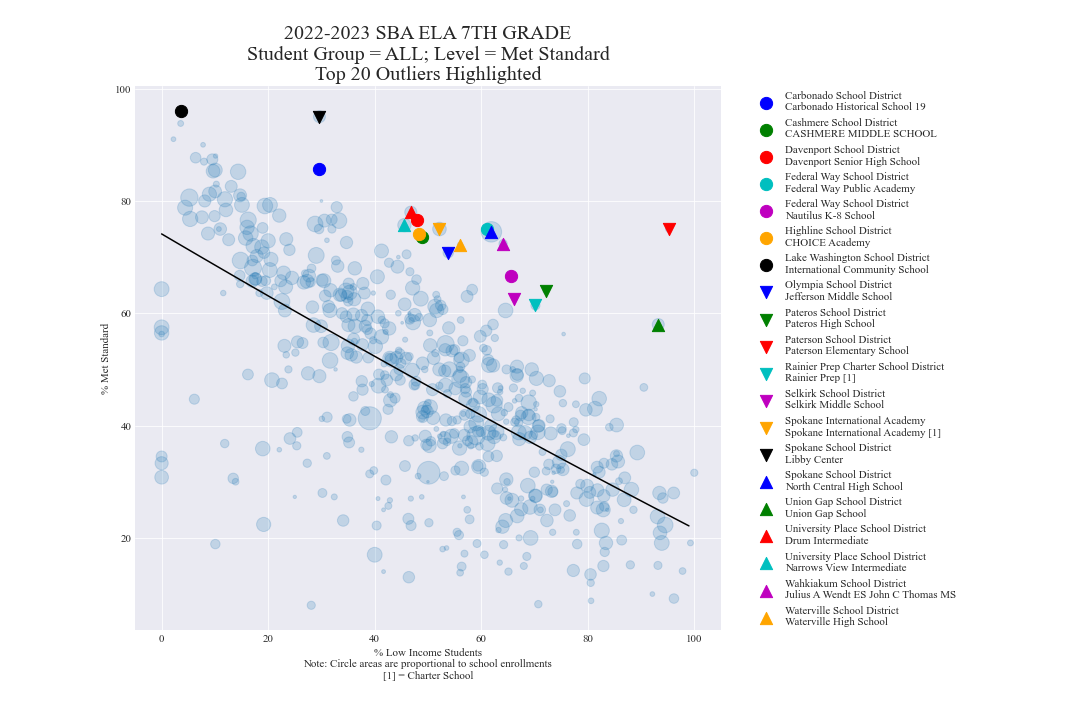 2022-2023 SBA ELA 7TH GRADE
Student Group = ALL; Level = Met Standard
Top 20 Outliers Highlighted
100
80
60
40
20
% Met Standard
0
20
40
60
80
100
% Low Income Students
Note: Circle areas are proportional to school enrollments
[1] = Charter School
Carbonado School District
Carbonado Historical School 19
Cashmere School District
CASHMERE MIDDLE SCHOOL
Davenport School District
Davenport Senior High School
Federal Way School District
Federal Way Public Academy
Federal Way School District
Nautilus K-8 School
Highline School District
CHOICE Academy
Lake Washington School District
International Community School
Olympia School District
Jefferson Middle School
Pateros School District
Pateros High School
Paterson School District
Paterson Elementary School
Rainier Prep Charter School District
Rainier Prep [1]
Selkirk School District
Selkirk Middle School
Spokane International Academy
Spokane International Academy [1]
Spokane School District
Libby Center
Spokane School District
North Central High School
Union Gap School District
Union Gap School
University Place School District
Drum Intermediate
University Place School District
Narrows View Intermediate
Wahkiakum School District
Julius A Wendt ES John C Thomas MS
Waterville School District
Waterville High School